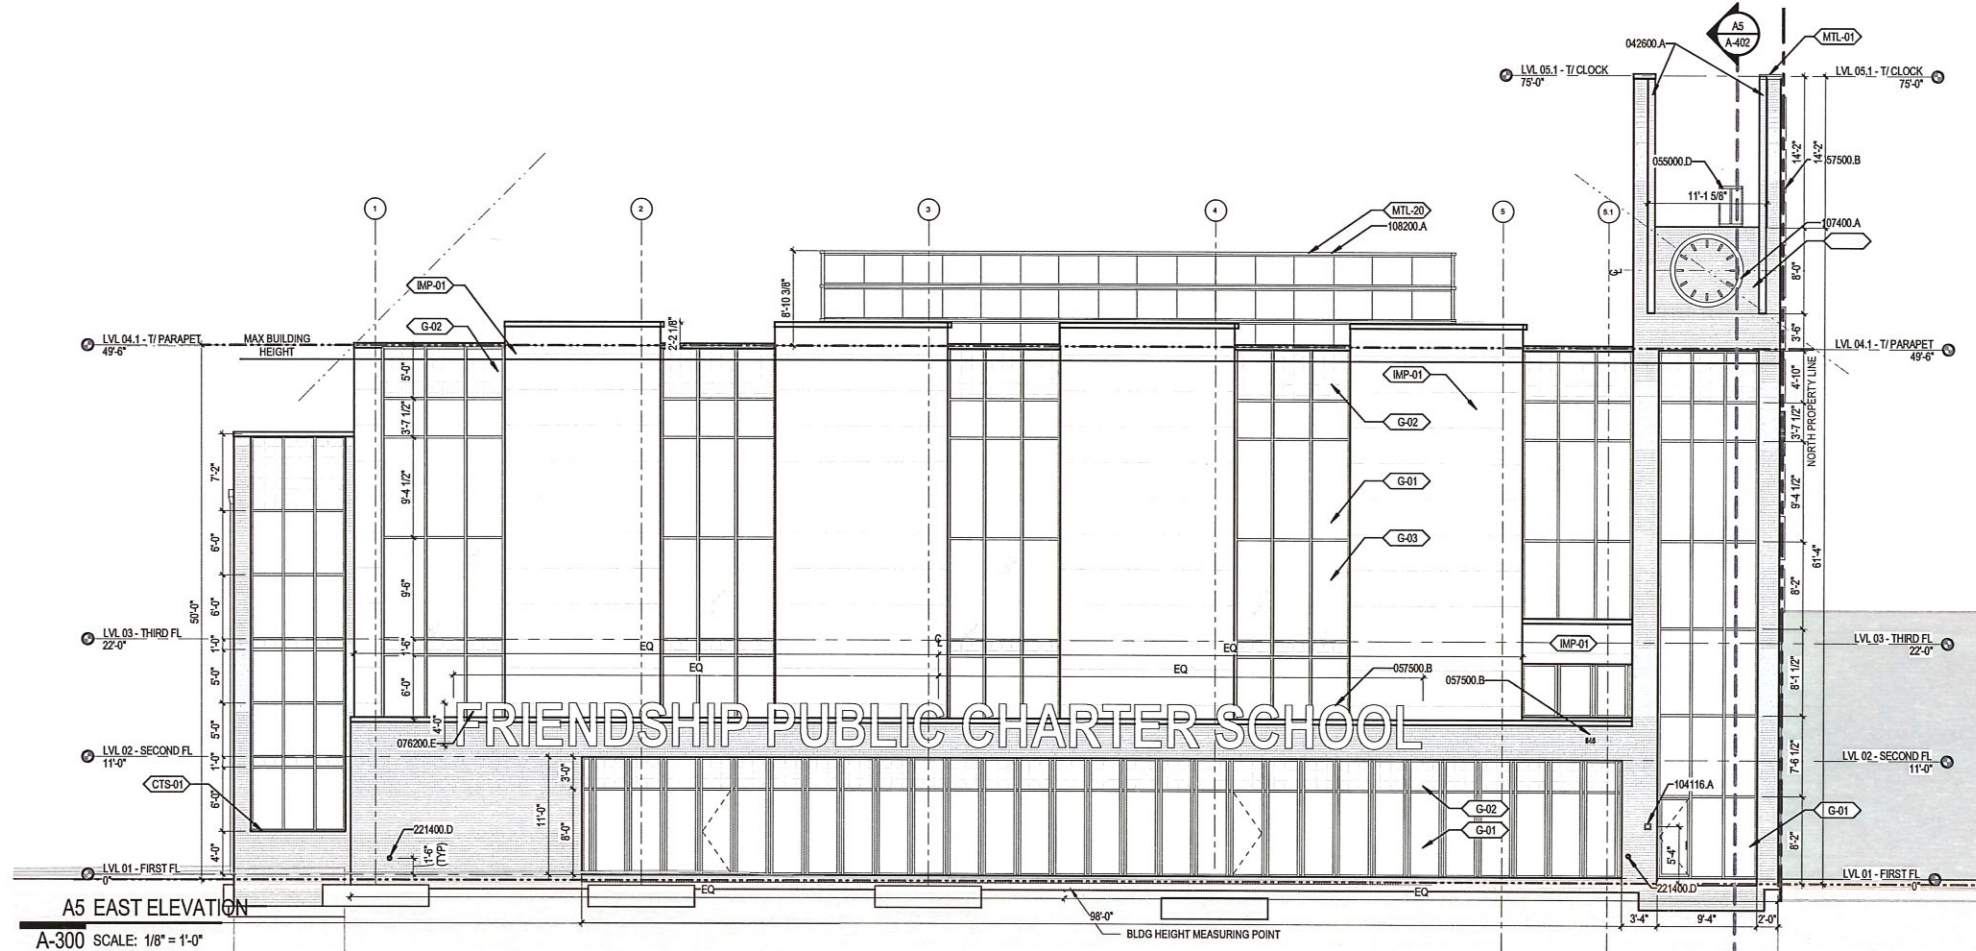 A5
A-402
042600.A
MTL-01
LVL 05.1 - T/ CLOCK
75'-0"
LVL 05.1 - T/ CLOCK
75'-0"
14'-2"
14'-2"
055000.D
57500.B
11'-1 5/8"
1
2
3
4
5
5.1
MTL-20
108200.A
107400.A
8'-0"
IMP-01
8'-10 3/8"
G-02
2'-2 1/8"
3'-6"
LVL 04.1 - T/ PARAPET
49'-6"
MAX BUILDING
HEIGHT
LVL 04.1 - T/ PARAPET
49'-6"
NORTH PROPERTY LINE
5'-0"
3'-7 1/2"
9'-4 1/2"
9'-6"
1'-6"
6'-0"
IMP-01
G-02
G-01
G-03
4'-10"
3'-7 1/2"
9'-4 1/2"
8'-2"
8'-1 1/2"
7'-6 1/2"
8'-2"
61'-4"
7'-2"
6'-0"
6'-0"
1'-0"
5'-0"
5'-0"
1'-0"
6'-0"
4'-0"
50'-0"
LVL 03 - THIRD FL
22'-0"
EQ
EQ
EQ
EQ
IMP-01
LVL 03 - THIRD FL
22'-0"
057500.B
057500.B
4'-0"
FRIENDSHIP PUBLIC CHARTER SCHOOL
076200.E
LVL 02 - SECOND FL
11'-0"
LVL 02 - SECOND FL
11'-0"
CTS-01
3'-0"
11'-0"
8'-0"
G-02
G-01
104116.A
G-01
221400.D
1'-6"
(TYP)
5'-4"
LVL 01 - FIRST FL
0"
LVL 01 - FIRST FL
0"
221400.D
EQ
EQ
98'-0"
BLDG HEIGHT MEASURING POINT
3'-4"
9'-4"
2'-0"
A5 EAST ELEVATION
A-300 SCALE: 1/8" = 1'-0"